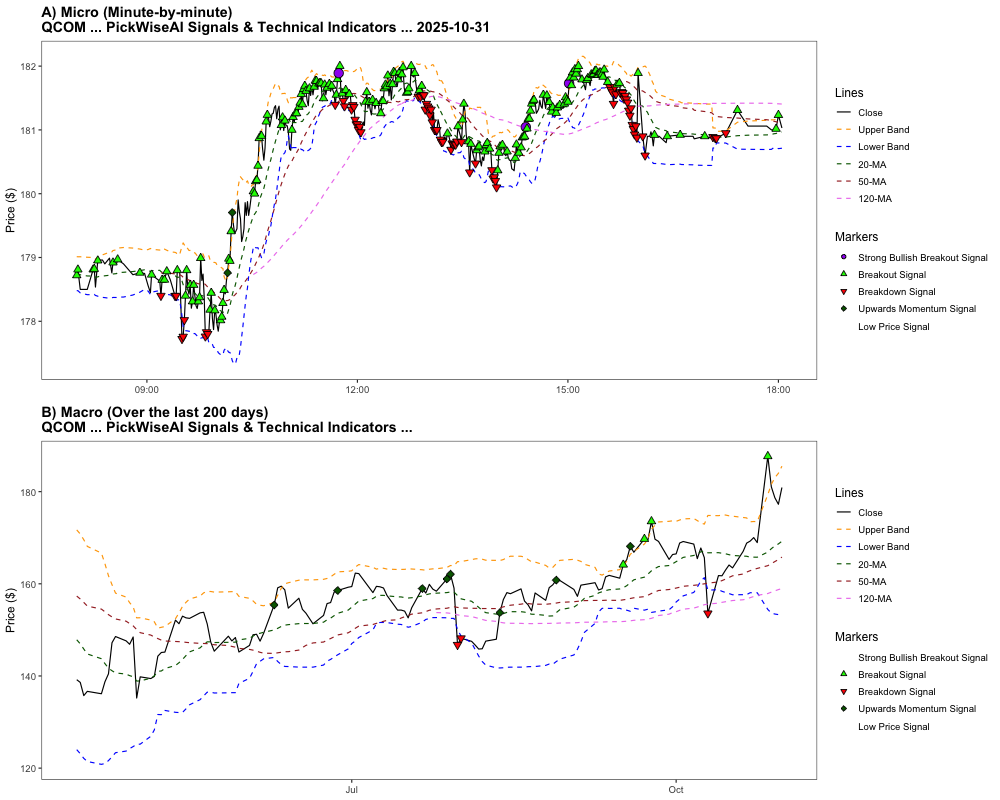 A) Micro (Minute-by-minute)
QCOM ... PickWiseAI Signals & Technical Indicators ... 2025-10-31
Price ($)
182
181
180
179
178
09:00
12:00
15:00
18:00
Lines
Close
Upper Band
Lower Band
20-MA
50-MA
120-MA
Markers
Strong Bullish Breakout Signal
Breakout Signal
Breakdown Signal
Upwards Momentum Signal
Low Price Signal
B) Macro (Over the last 200 days)
QCOM ... PickWiseAI Signals & Technical Indicators ...
Price ($)
180
160
140
120
Jul
Oct
Lines
Close
Upper Band
Lower Band
20-MA
50-MA
120-MA
Markers
Strong Bullish Breakout Signal
Breakout Signal
Breakdown Signal
Upwards Momentum Signal
Low Price Signal